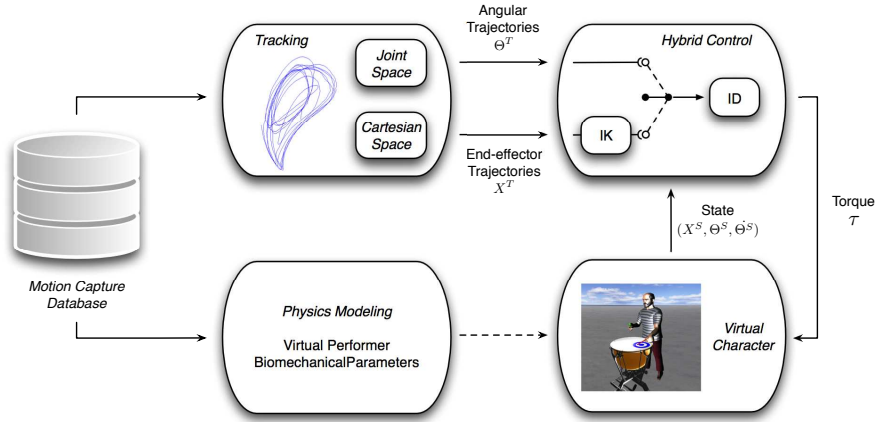 Tracking
Joint
Space
Cartesian
Space
Angular
Trajectories
Θ^T
End-effector
Trajectories
X^T
Hybrid Control
IK
ID
Motion Capture
Database
State
(X^S, Θ^S, Θ̇^S)
Torque
τ
Physics Modeling
Virtual Performer
BiomechanicalParameters
Virtual
Character